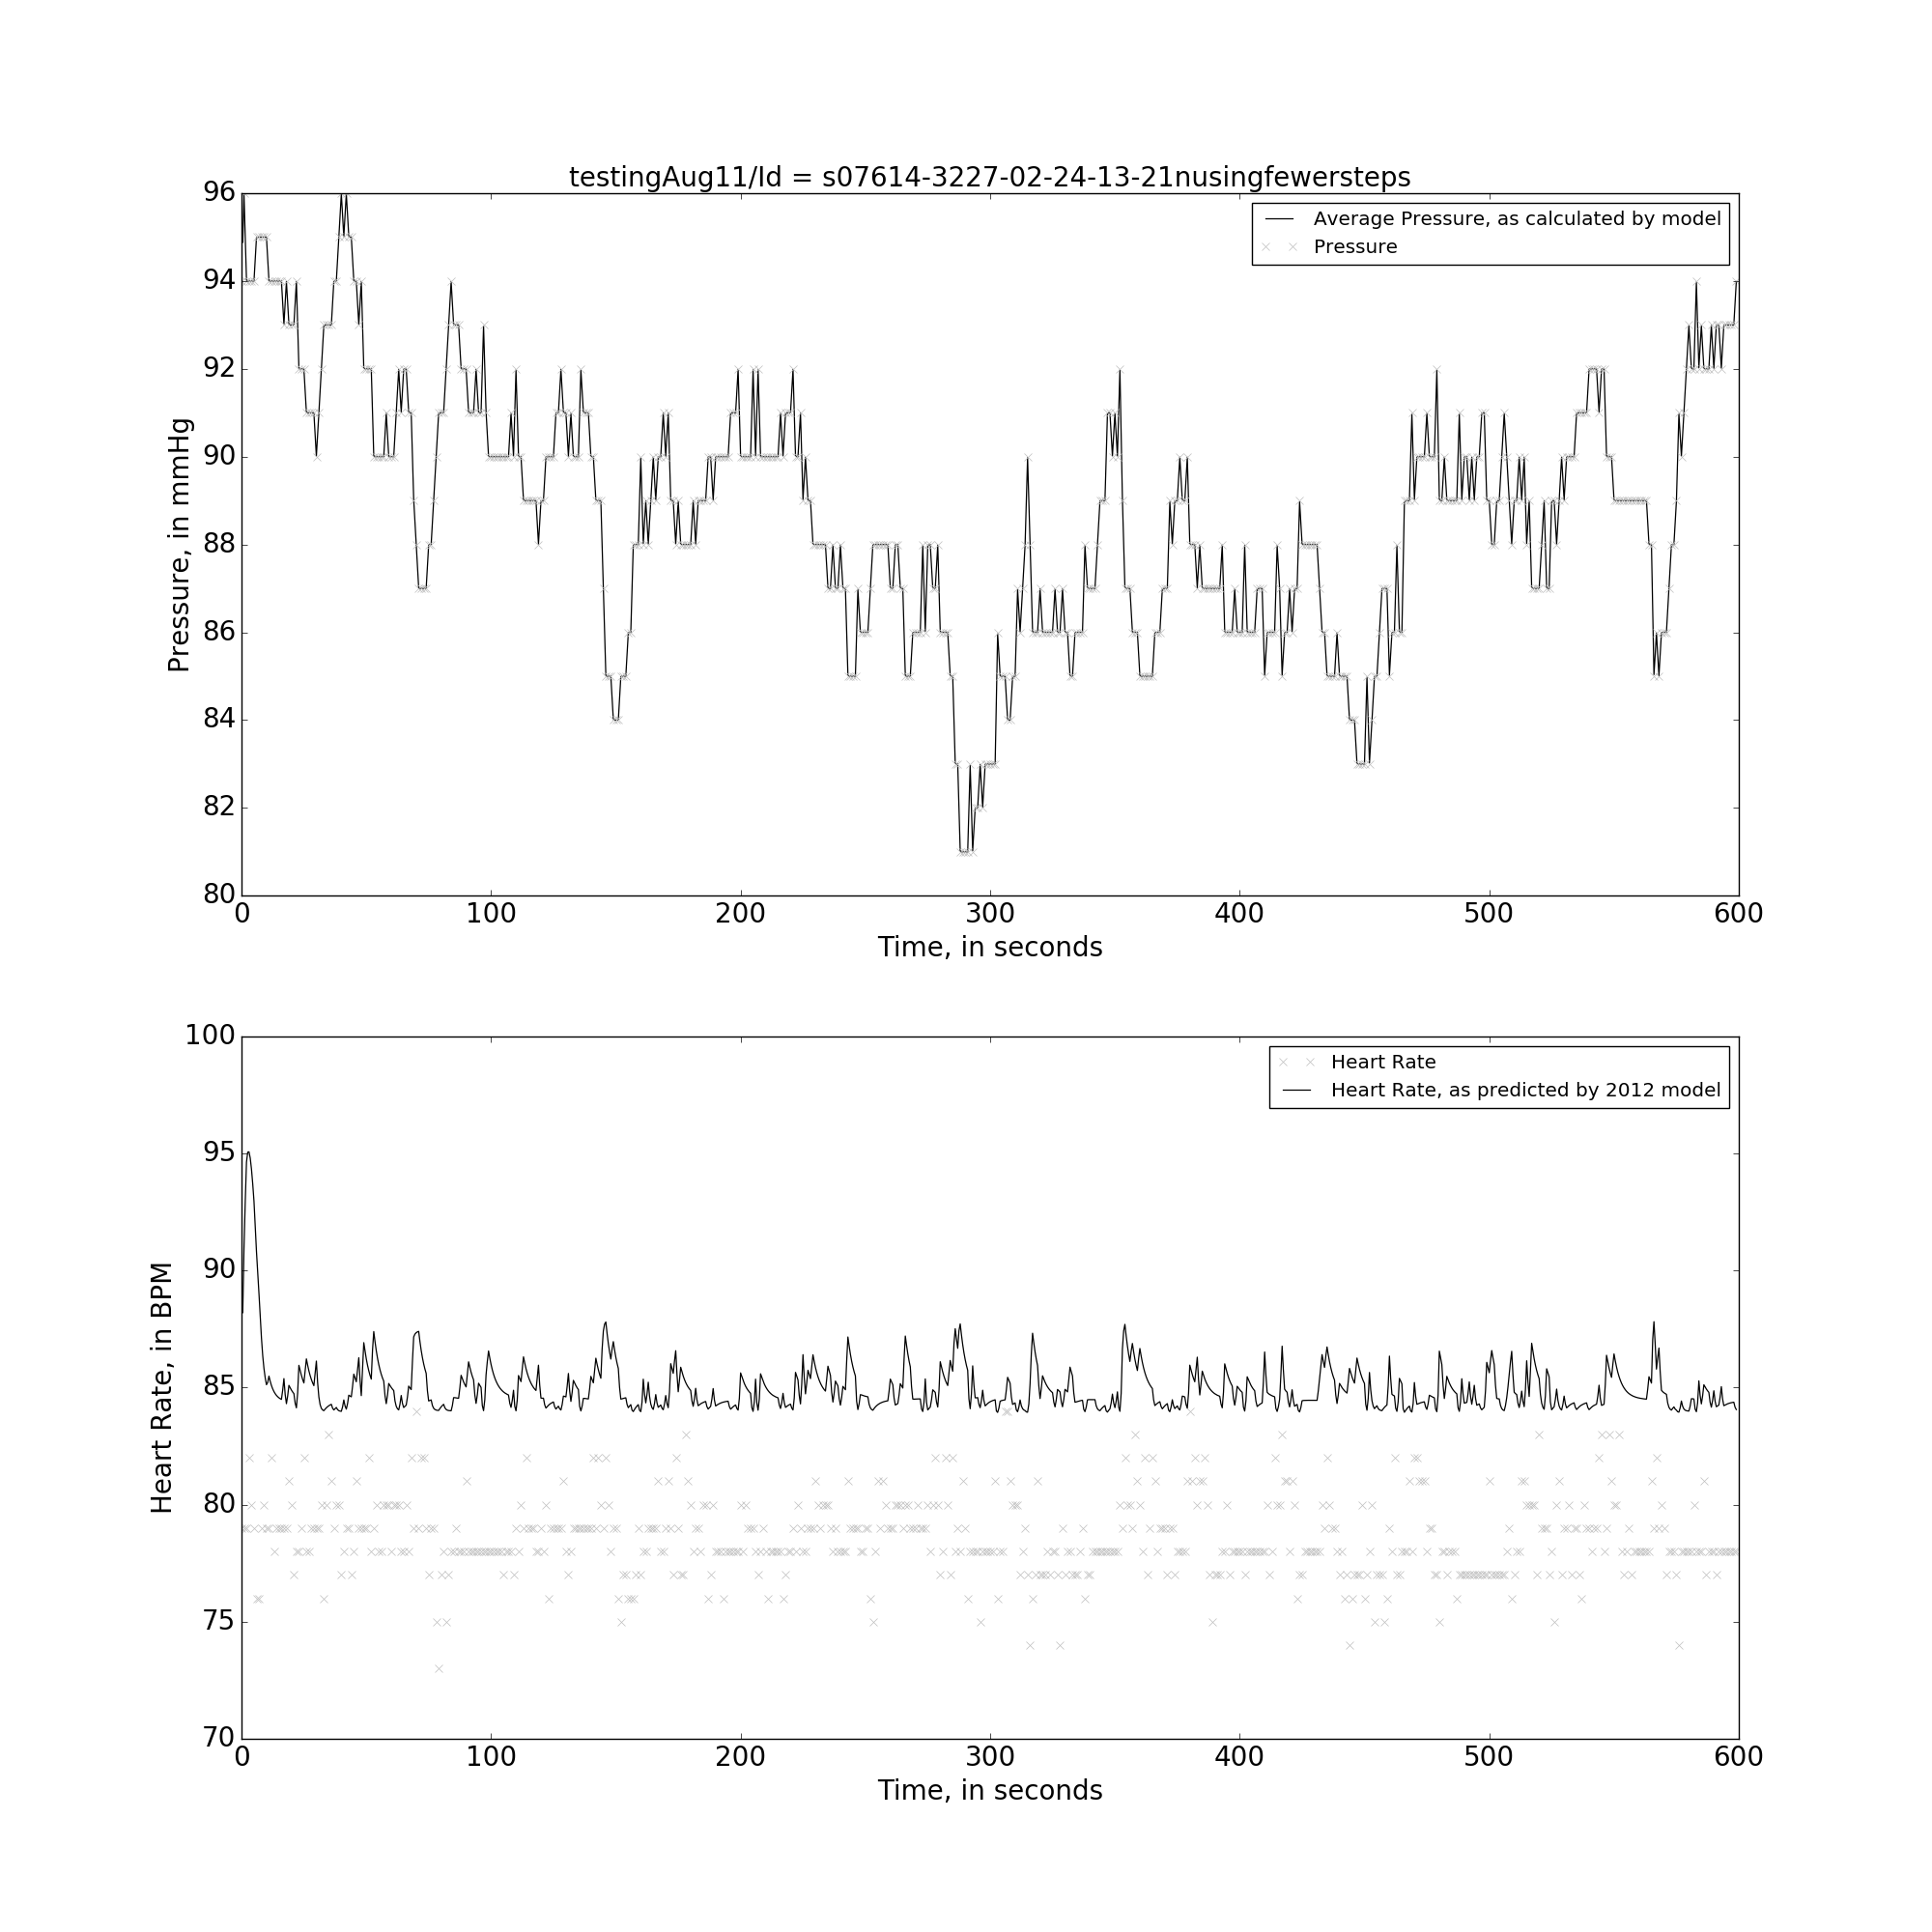 testingAug11/Id = s07614-3227-02-24-13-21nusingfewersteps
96
94
92
90
88
86
84
82
80
Pressure, in mmHg
Average Pressure, as calculated by model
Pressure
0 100 200 300 400 500 600
Time, in seconds
100
95
90
85
80
75
70
Heart Rate, in BPM
Heart Rate
Heart Rate, as predicted by 2012 model
0 100 200 300 400 500 600
Time, in seconds